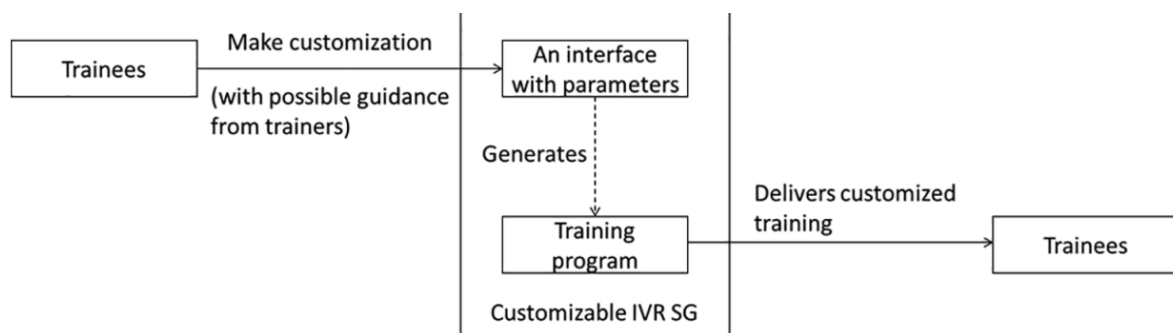 Trainees
Make customization
(with possible guidance
from trainers)
An interface
with parameters
Generates
Training
program
Customizable IVR SG
Delivers customized
training
Trainees